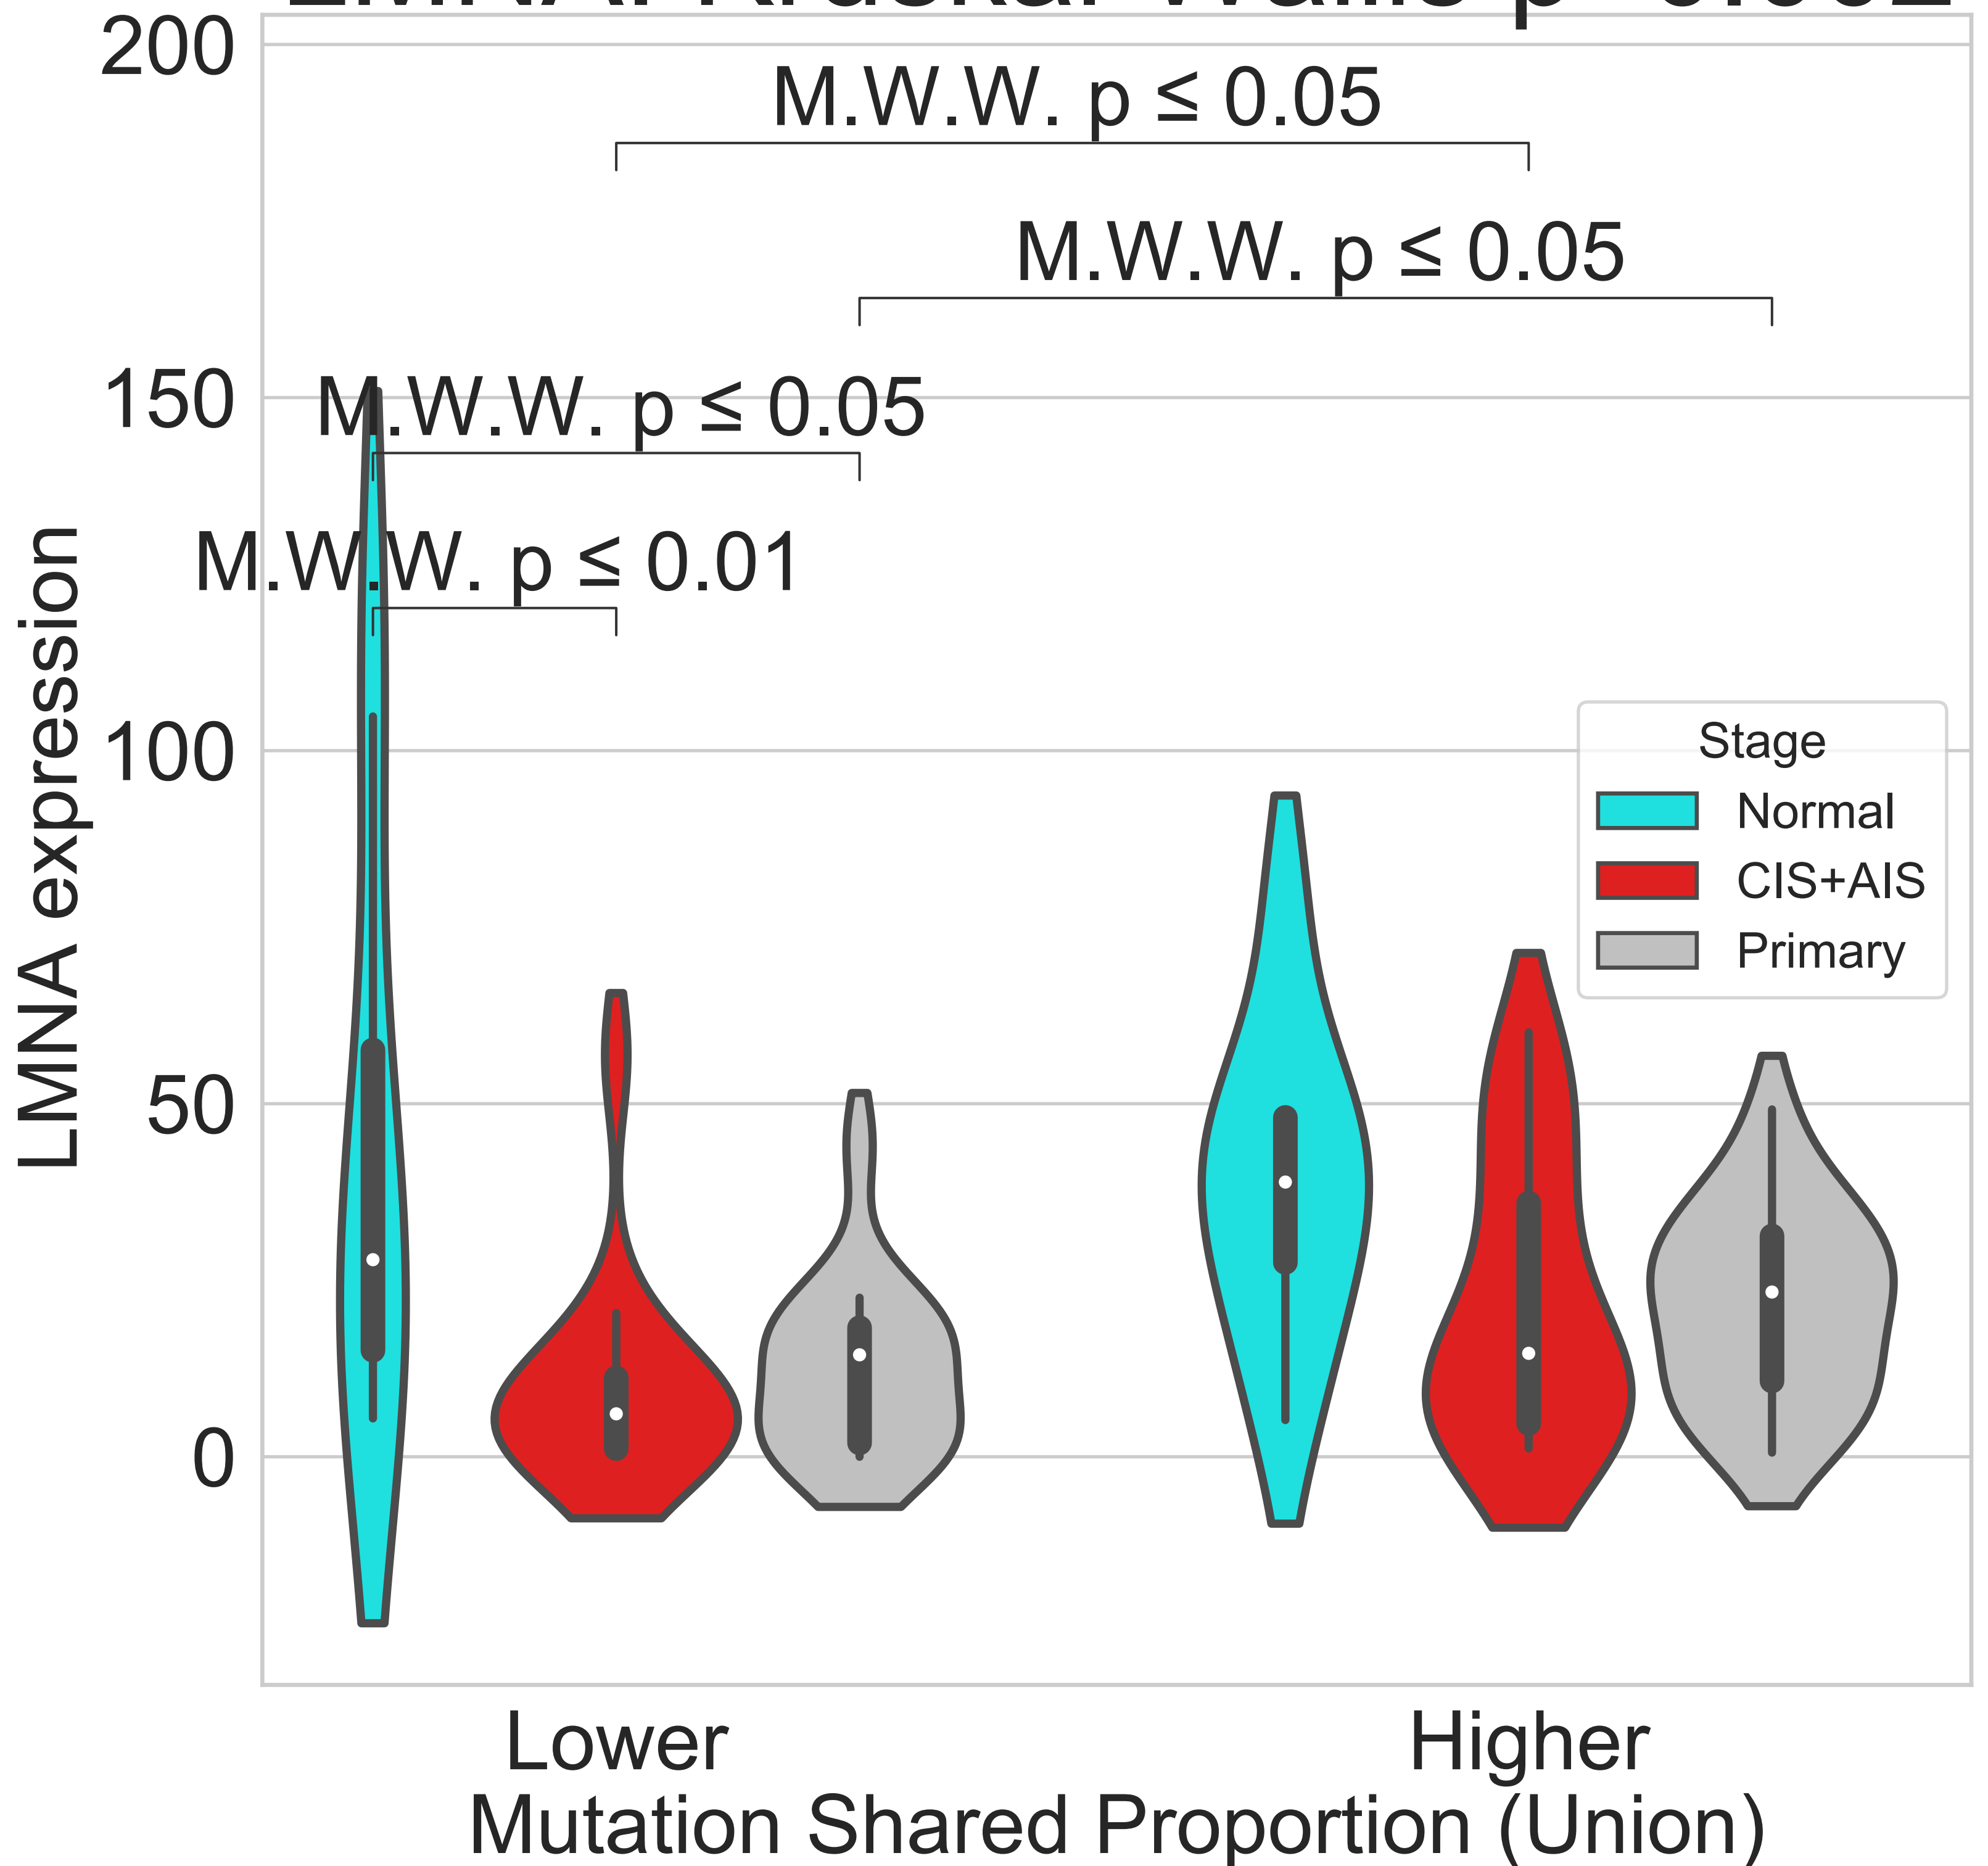 200
M.W.W. p ≤ 0.05
M.W.W. p ≤ 0.05
150
M.W.W. p ≤ 0.05
M.W.W. p ≤ 0.01
100
50
0
LMNA expression
Stage
Normal
CIS+AIS
Primary
Lower
Higher
Mutation Shared Proportion (Union)